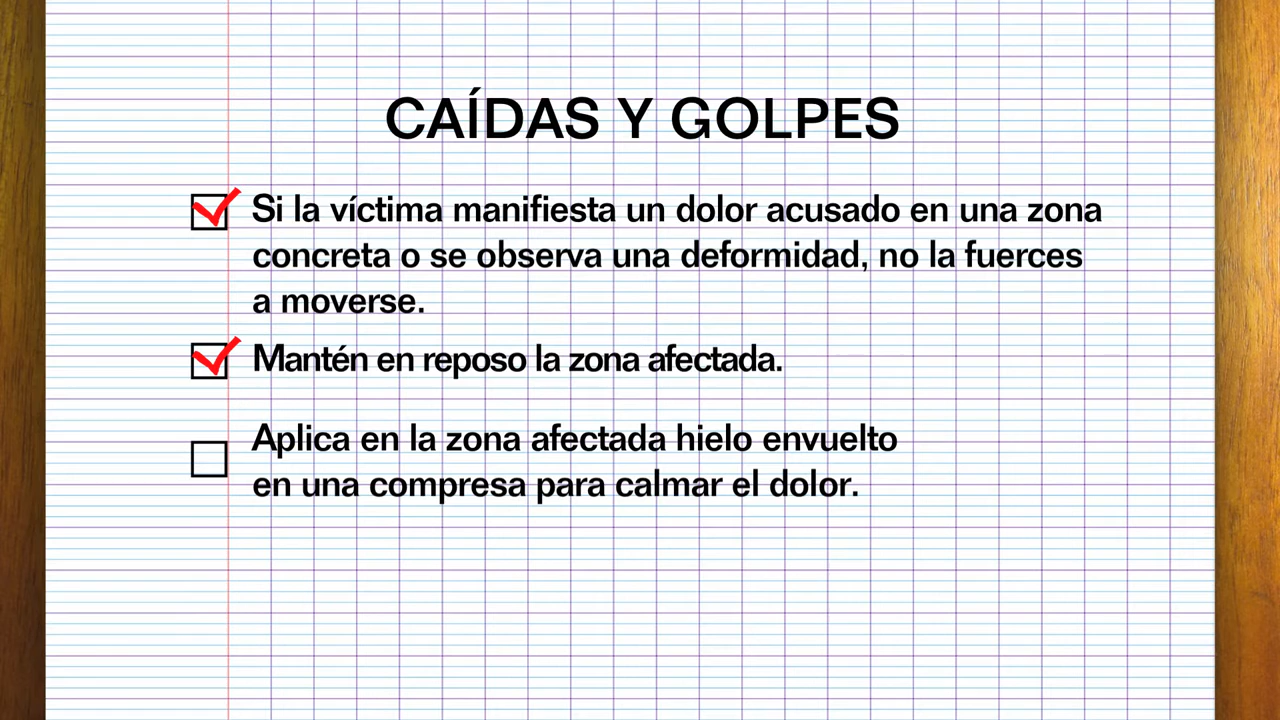 CAÍDAS Y GOLPES
Si la víctima manifiesta un dolor acusado en una zona
concreta o se observa una deformidad, no la fuerces
a moverse.
Mantén en reposo la zona afectada.
Aplica en la zona afectada hielo envuelto
en una compresa para calmar el dolor.